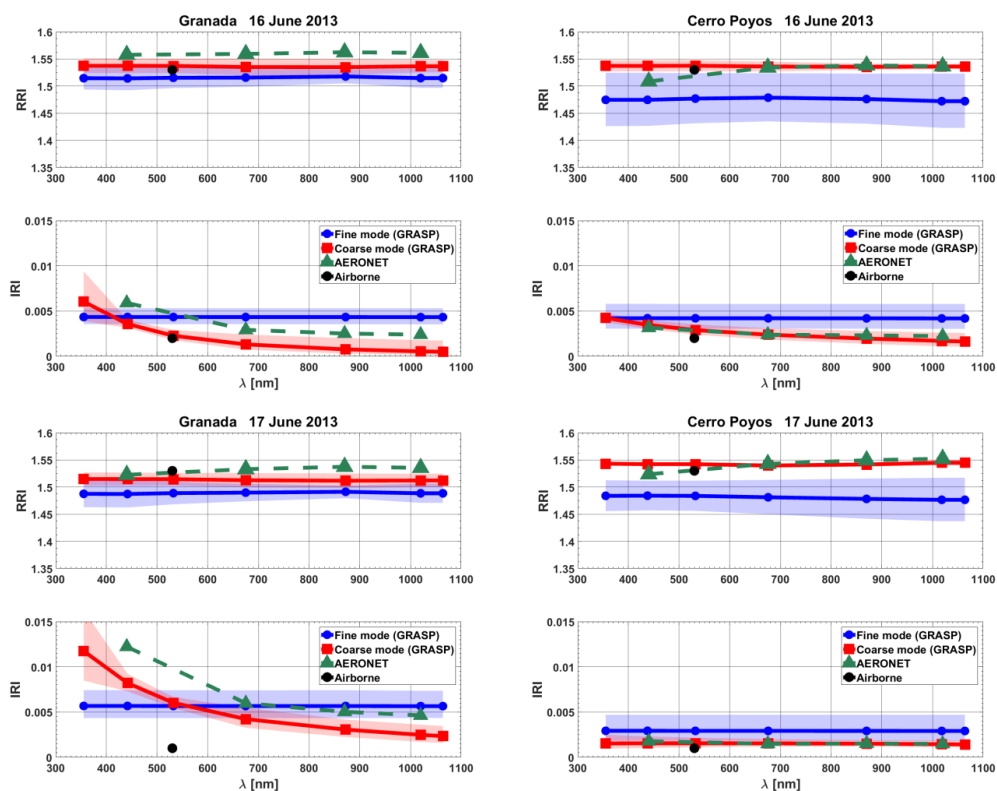 Granada 16 June 2013
1.6
1.55
1.5
1.45
1.4
1.35
RRI
300 400 500 600 700 800 900 1000 1100
Cerro Poyos 16 June 2013
1.6
1.55
1.5
1.45
1.4
1.35
RRI
300 400 500 600 700 800 900 1000 1100
0.015
0.01
0.005
0
IRI
Fine mode (GRASP)
Coarse mode (GRASP)
AERONET
Airborne
300 400 500 600 700 800 900 1000 1100
λ [nm]
0.015
0.01
0.005
0
IRI
Fine mode (GRASP)
Coarse mode (GRASP)
AERONET
Airborne
300 400 500 600 700 800 900 1000 1100
λ [nm]
Granada 17 June 2013
1.6
1.55
1.5
1.45
1.4
1.35
RRI
300 400 500 600 700 800 900 1000 1100
Cerro Poyos 17 June 2013
1.6
1.55
1.5
1.45
1.4
1.35
RRI
300 400 500 600 700 800 900 1000 1100
0.015
0.01
0.005
0
IRI
Fine mode (GRASP)
Coarse mode (GRASP)
AERONET
Airborne
300 400 500 600 700 800 900 1000 1100
λ [nm]
0.015
0.01
0.005
0
IRI
Fine mode (GRASP)
Coarse mode (GRASP)
AERONET
Airborne
300 400 500 600 700 800 900 1000 1100
λ [nm]